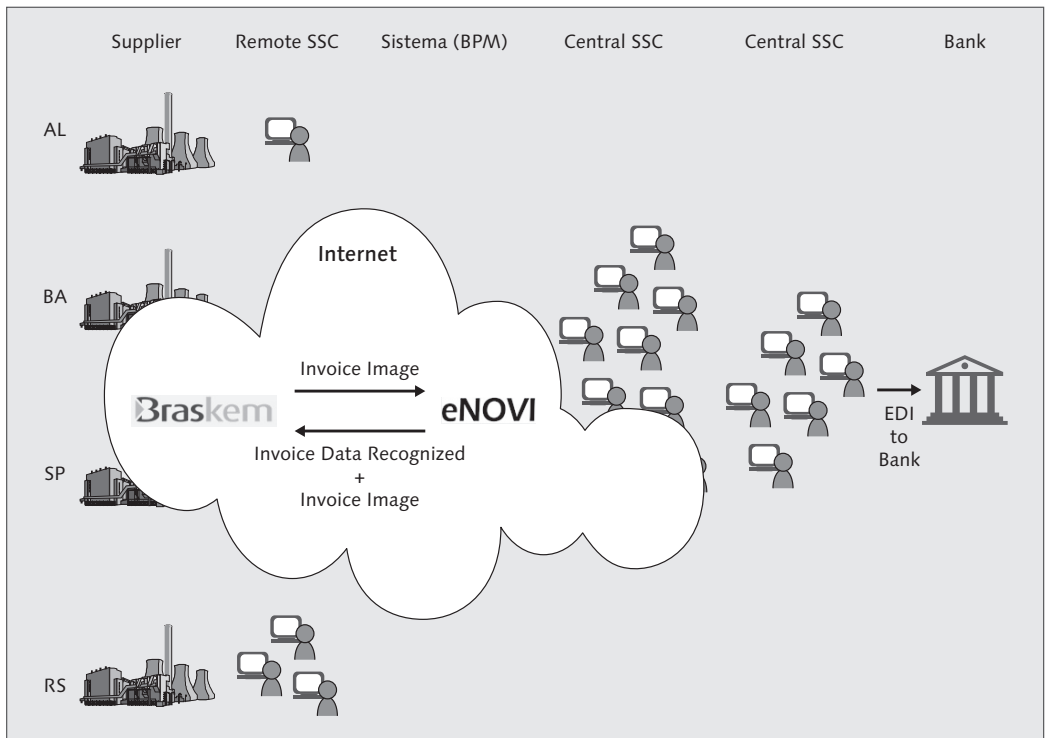 Supplier
Remote SSC
Sistema (BPM)
Central SSC
Central SSC
Bank
AL
BA
SP
RS
Internet
Invoice Image
Braskem
eNOVI
Invoice Data Recognized
+
Invoice Image
EDI
to
Bank